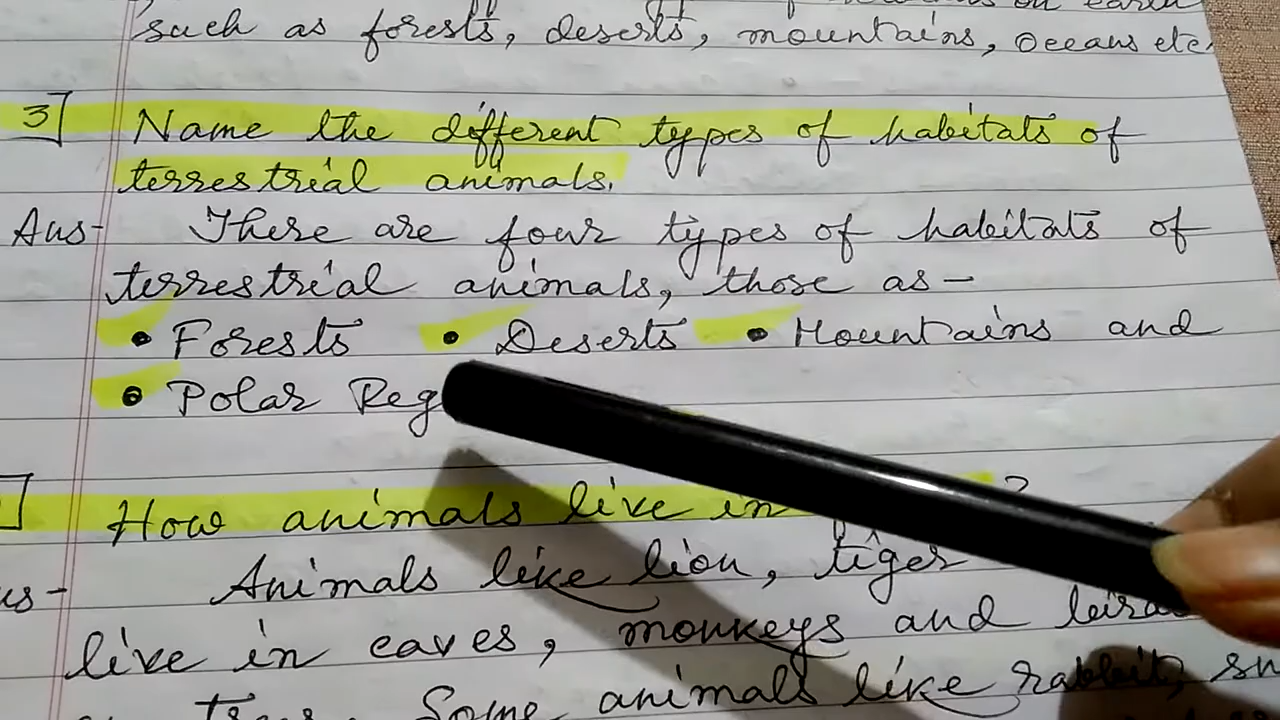 such as forests, deserts, mountains, oceans etc.
3 Name the different types of habitats of
terrestrial animals.
Ans- There are four types of habitats of
terrestrial animals, those as-
• Forests • Deserts • Mountains and
• Polar Reg
How animals live in ?
Animals like lion, tiger
live in caves, monkeys and
Some animals like rabbit,